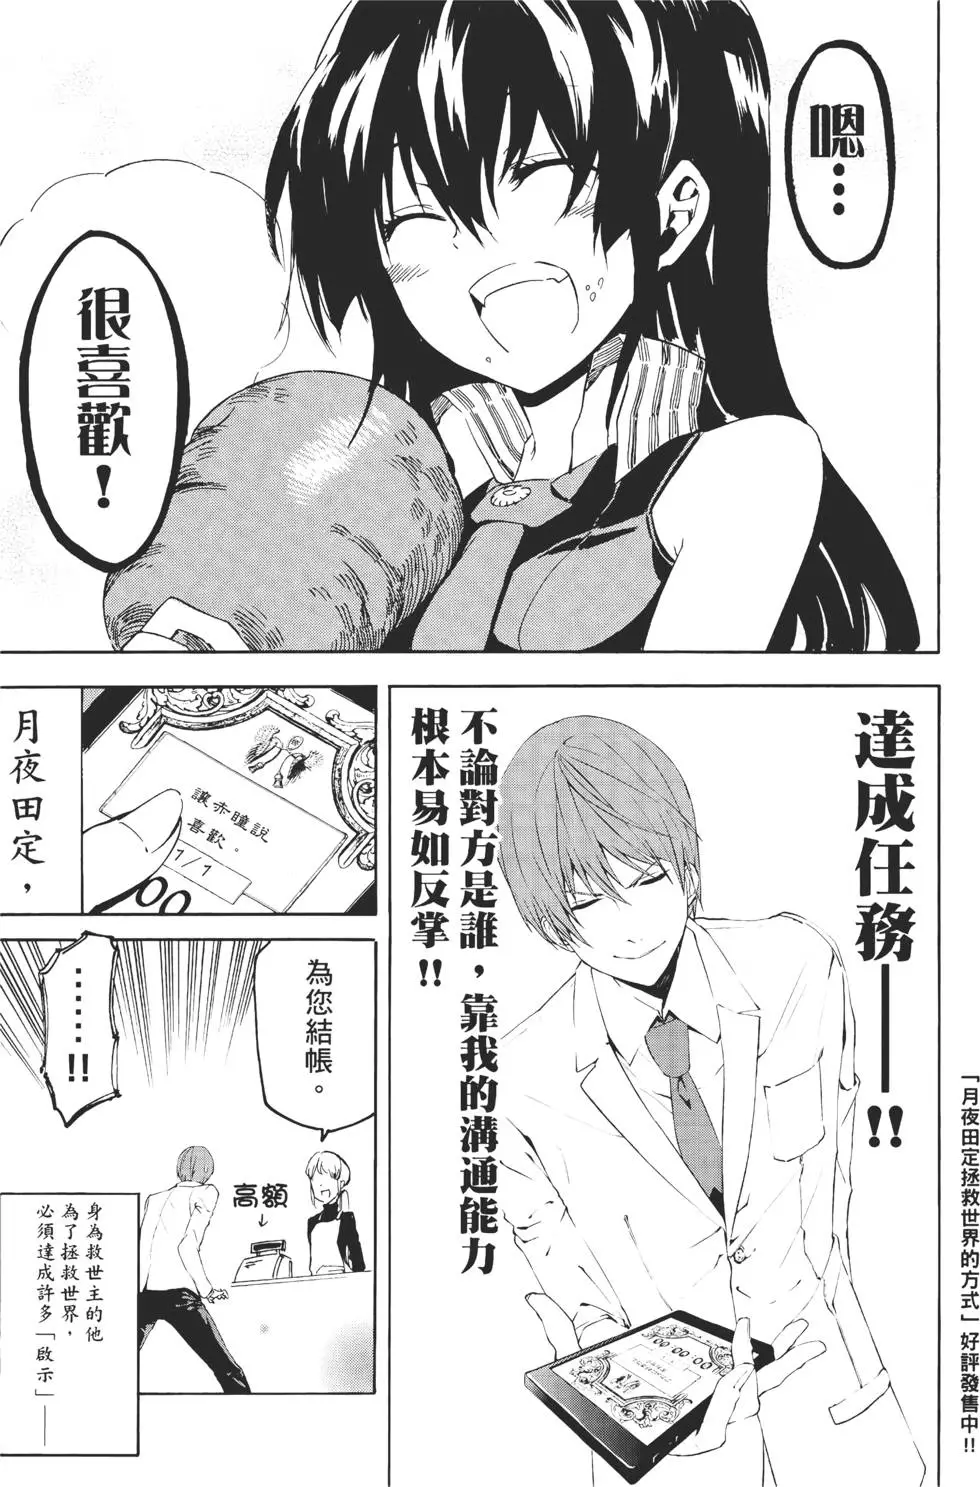 嗯…
很喜歡！
達成任務——!!
不論對方是誰，靠我的溝通能力
根本易如反掌!!
讓赤瞳說
喜歡。
1/1
00
00:00:00
月夜田定，
為您結帳。
……!!
高額
身為救世主的他
為了拯救世界，
必須達成許多「啟示」——
「月夜田定拯救世界的方式」好評發售中!!